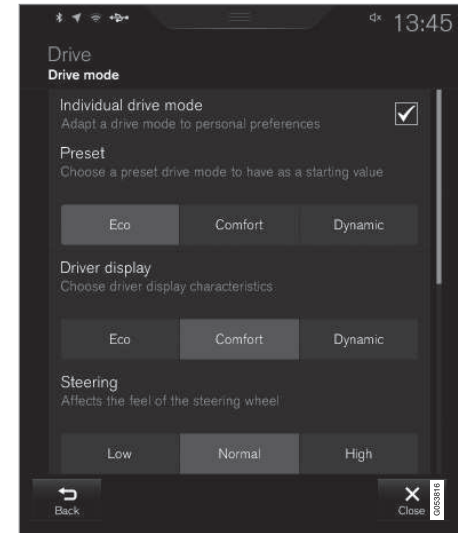 13:45
Drive
Drive mode
Individual drive mode
Adapt a drive mode to personal preferences
Preset
Choose a preset drive mode to have as a starting value
Eco Comfort Dynamic
Driver display
Choose driver display characteristics
Eco Comfort Dynamic
Steering
Affects the feel of the steering wheel
Low Normal High
Back Close
G053816